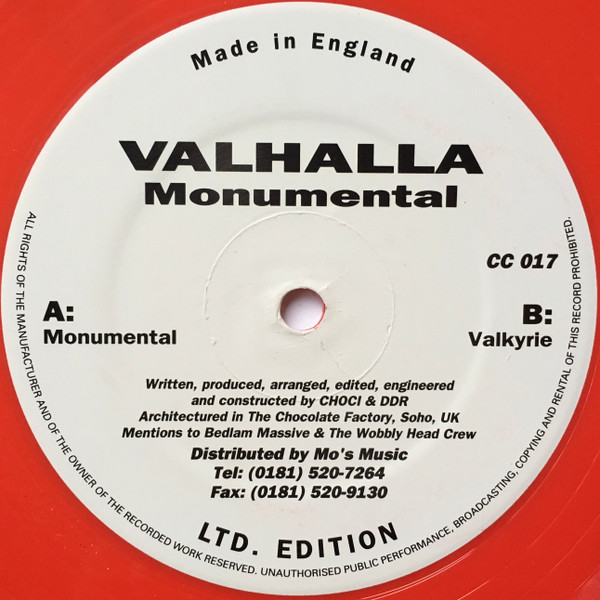 Made in England
VALHALLA
Monumental
CC 017
A:
Monumental
B:
Valkyrie
Written, produced, arranged, edited, engineered
and constructed by CHOCI & DDR
Architectured in The Chocolate Factory, Soho, UK
Mentions to Bedlam Massive & The Wobbly Head Crew
Distributed by Mo's Music
Tel: (0181) 520-7264
Fax: (0181) 520-9130
LTD. EDITION
ALL RIGHTS OF THE MANUFACTURER AND OF THE OWNER OF THE RECORDED WORK RESERVED. UNAUTHORISED PUBLIC PERFORMANCE, BROADCASTING, COPYING AND RENTAL OF THIS RECORD PROHIBITED.